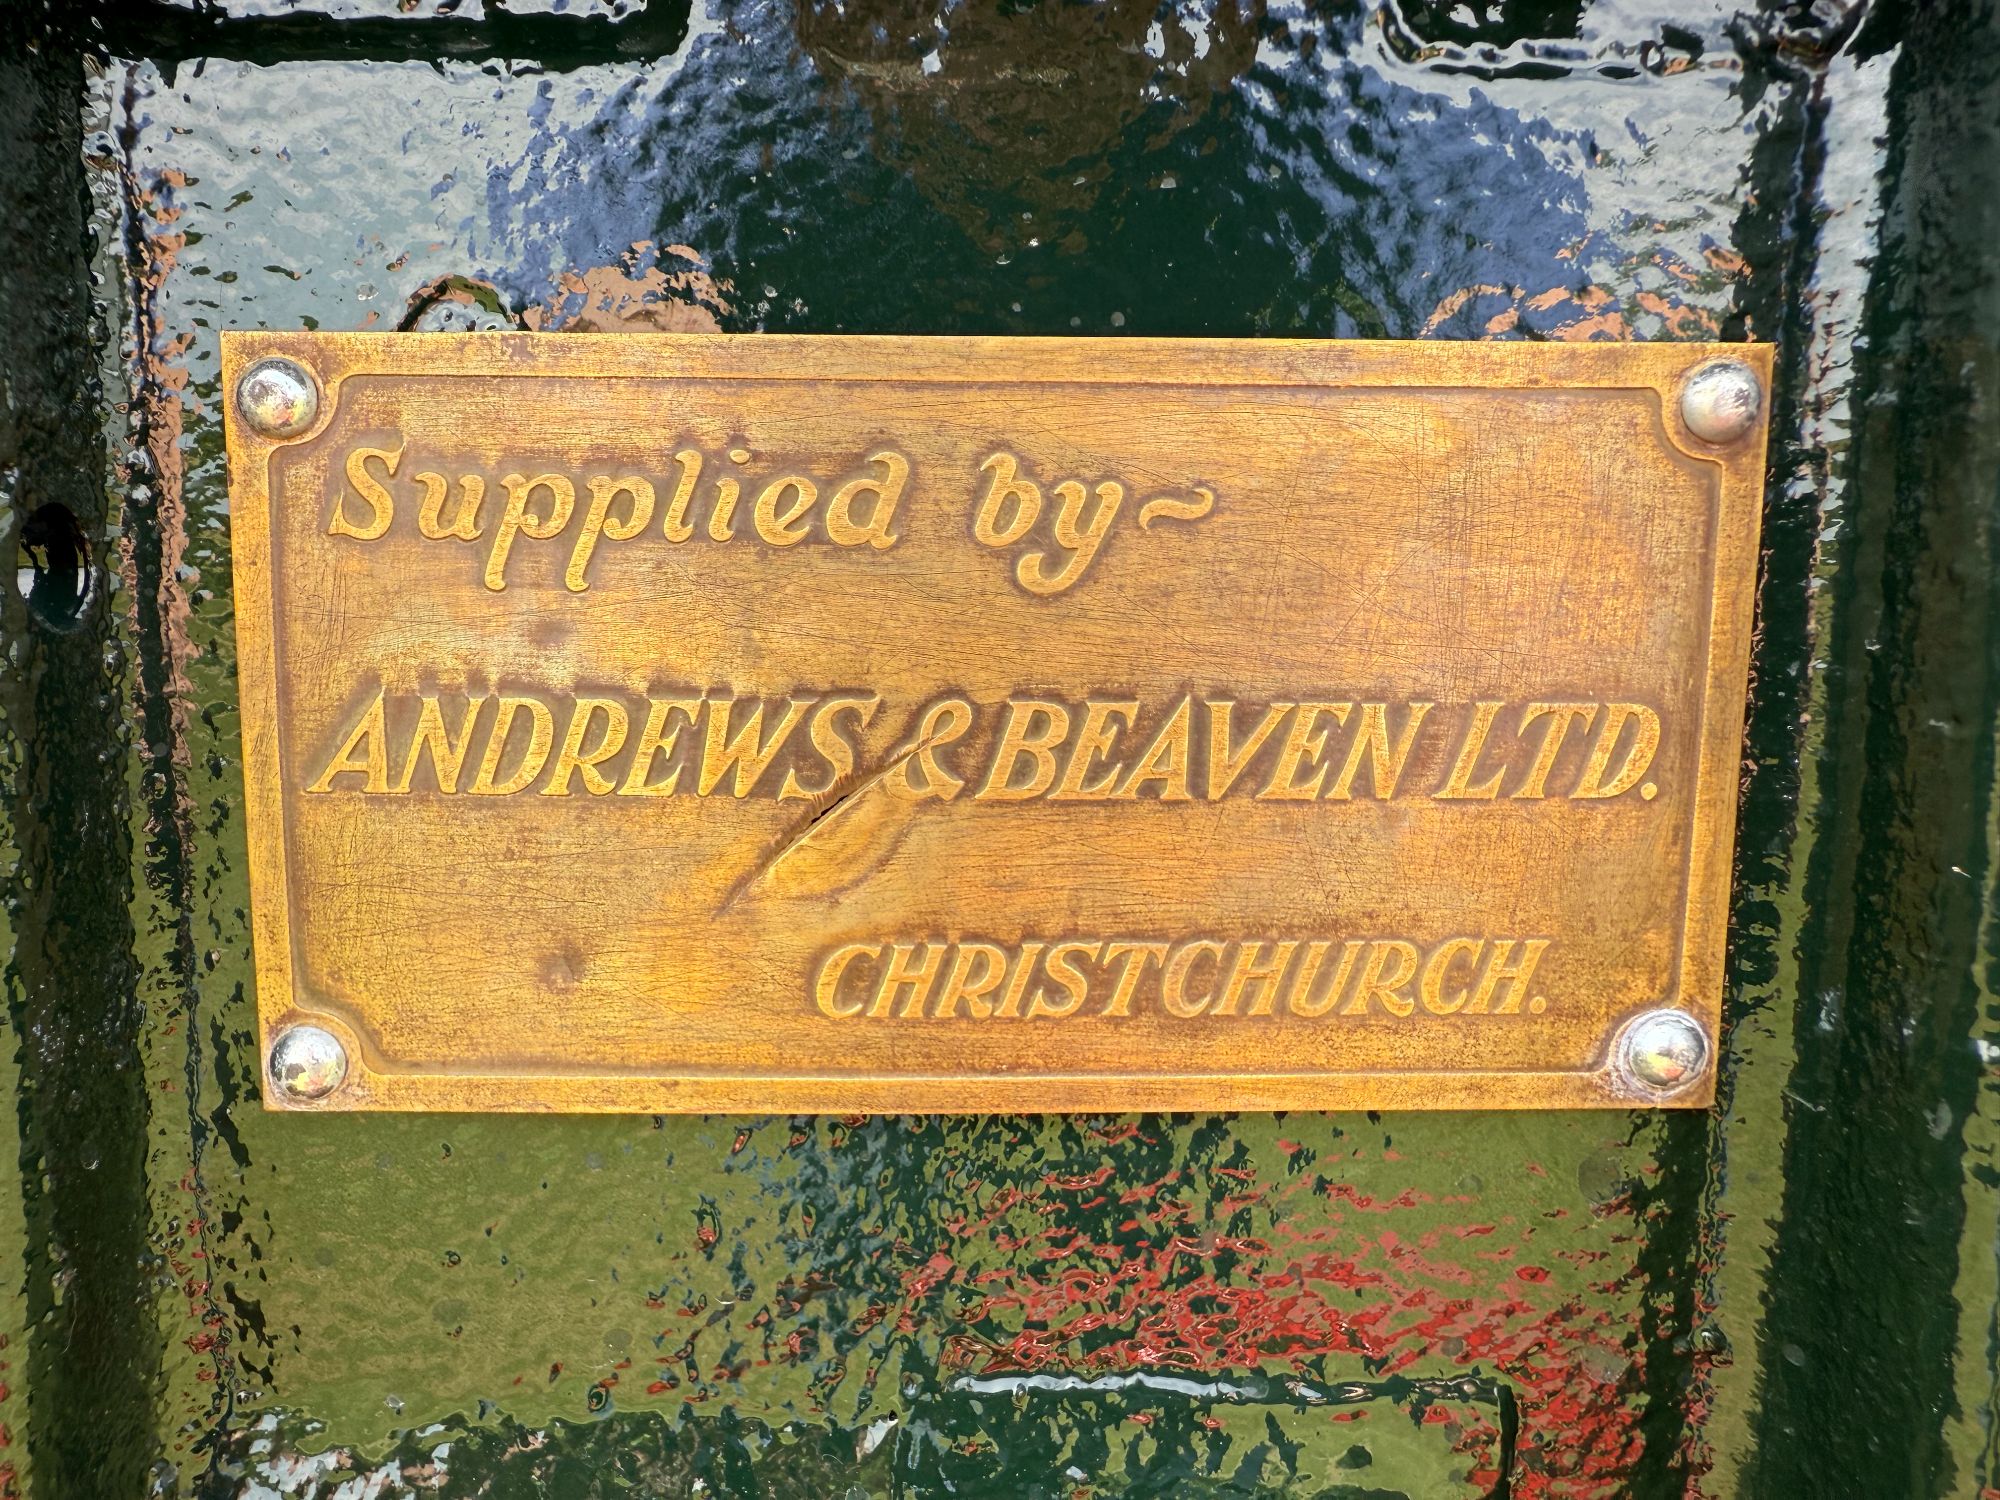 Supplied by~
ANDREWS & BEAVEN LTD.
CHRISTCHURCH.